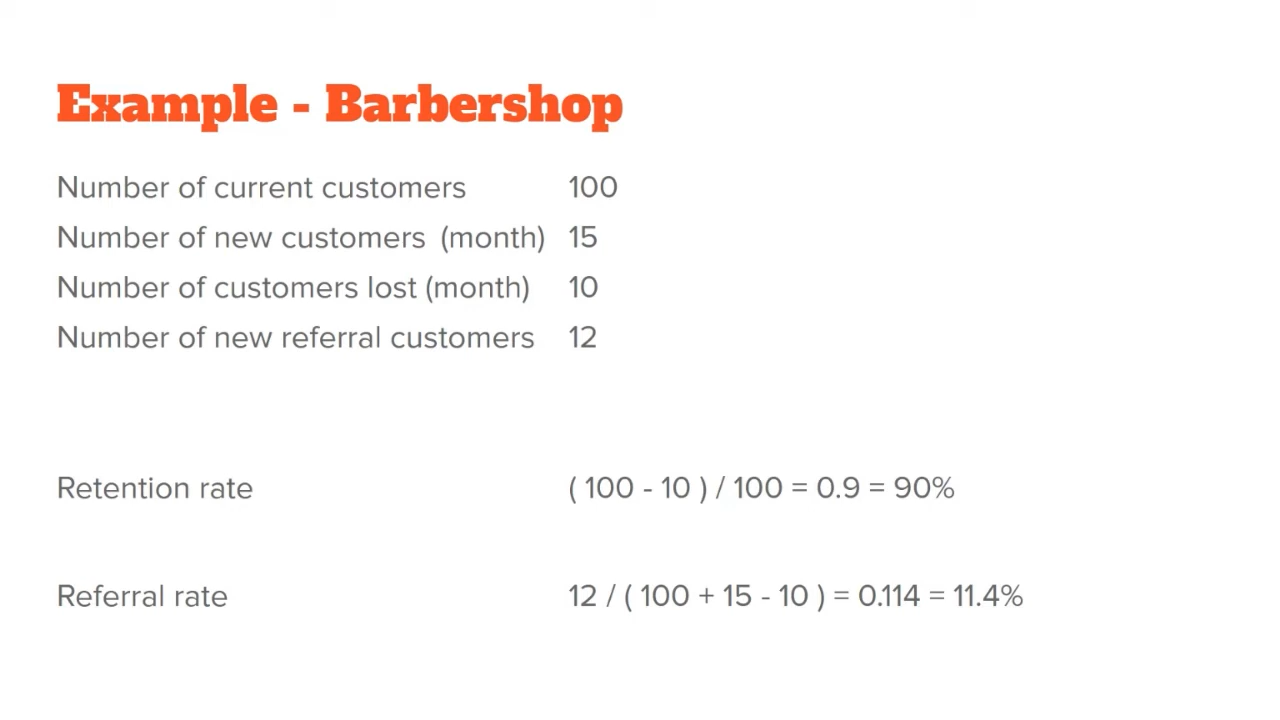 Example - Barbershop
Number of current customers 100
Number of new customers (month) 15
Number of customers lost (month) 10
Number of new referral customers 12
Retention rate ( 100 - 10 ) / 100 = 0.9 = 90%
Referral rate 12 / ( 100 + 15 - 10 ) = 0.114 = 11.4%